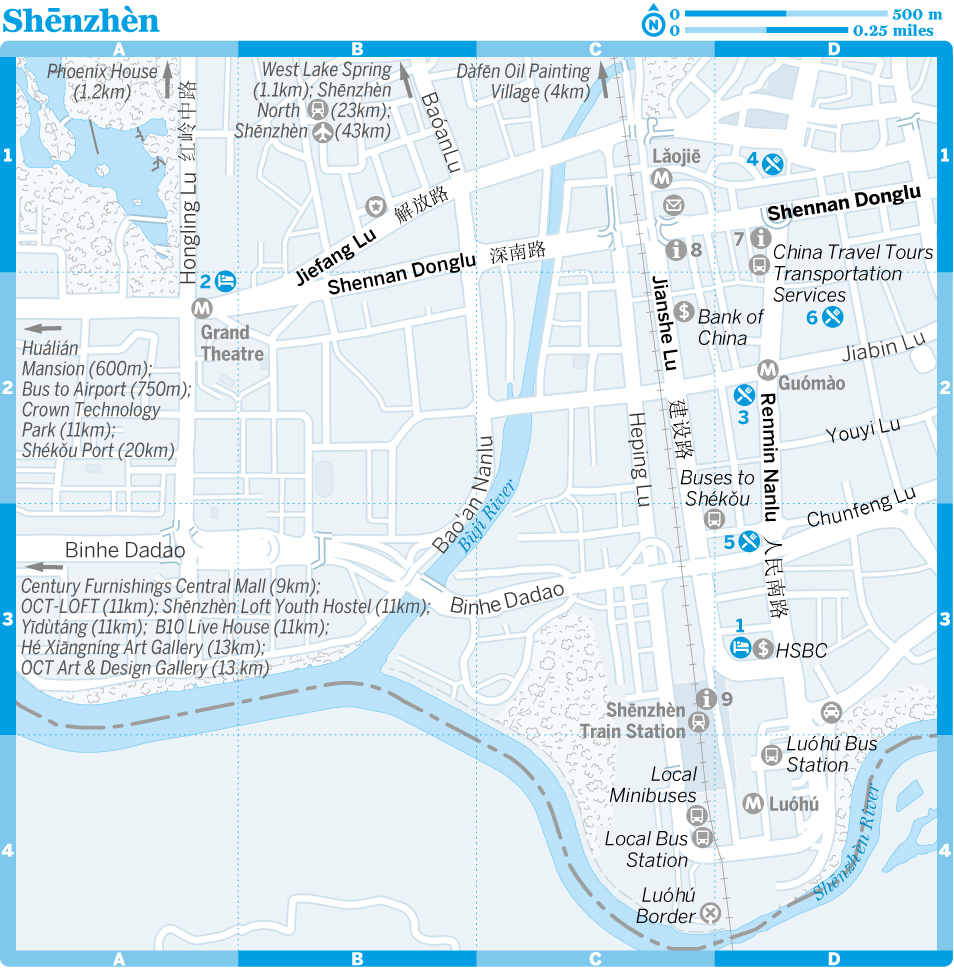 Shēnzhèn
N
0 500 m
0 0.25 miles
A B C D
Phoenix House
(1.2km)
West Lake Spring
(1.1km); Shēnzhèn
North (23km);
Shēnzhèn (43km)
Dàfēn Oil Painting
Village (4km)
Hongling Lu 红岭中路
BaóanLu
1
1
Lǎojiē
M
4
Jiefang Lu 解放路
Shennan Donglu
8
7
China Travel Tours
Transportation
Services
Shennan Donglu 深南路
2
M
Grand
Theatre
Jianshe Lu 建设路
$
Bank of
China
6
Huálián
Mansion (600m);
Bus to Airport (750m);
Crown Technology
Park (11km);
Shékǒu Port (20km)
2
2
Jiabin Lu
M
Guómào
3
Renmin Nanlu 人民南路
Heping Lu
Youyi Lu
Bao'an Nanlu
Buji River
Buses to
Shékǒu
Chunfeng Lu
5
Binhe Dadao
Century Furnishings Central Mall (9km);
OCT-LOFT (11km); Shēnzhèn Loft Youth Hostel (11km);
Yīdùtáng (11km); B10 Live House (11km);
Hé Xiāngníng Art Gallery (13km);
OCT Art & Design Gallery (13.km)
Binhe Dadao
3
3
1
$
HSBC
9
Shēnzhèn
Train Station
Luóhú Bus
Station
Local
Minibuses
M
Luóhú
Local Bus
Station
Shēnzhèn River
4
4
Luóhú
Border
A B C D